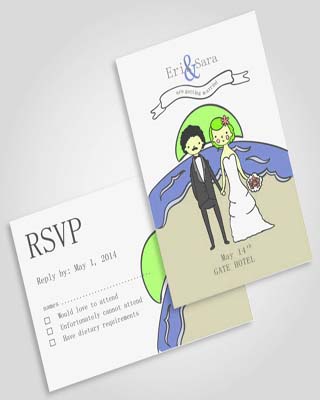 Eri & Sara
are getting married
May 14th
GATE HOTEL
RSVP
Reply by: May 1, 2014
names
Would love to attend
Unfortunately cannot attend
Have dietary requirements